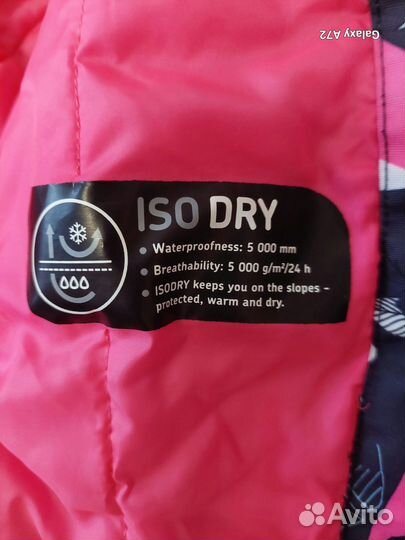 Galaxy A72
ISO DRY
• Waterproofness: 5 000 mm
• Breathability: 5 000 g/m²/24 h
• ISODRY keeps you on the slopes –
protected, warm and dry.
Avito